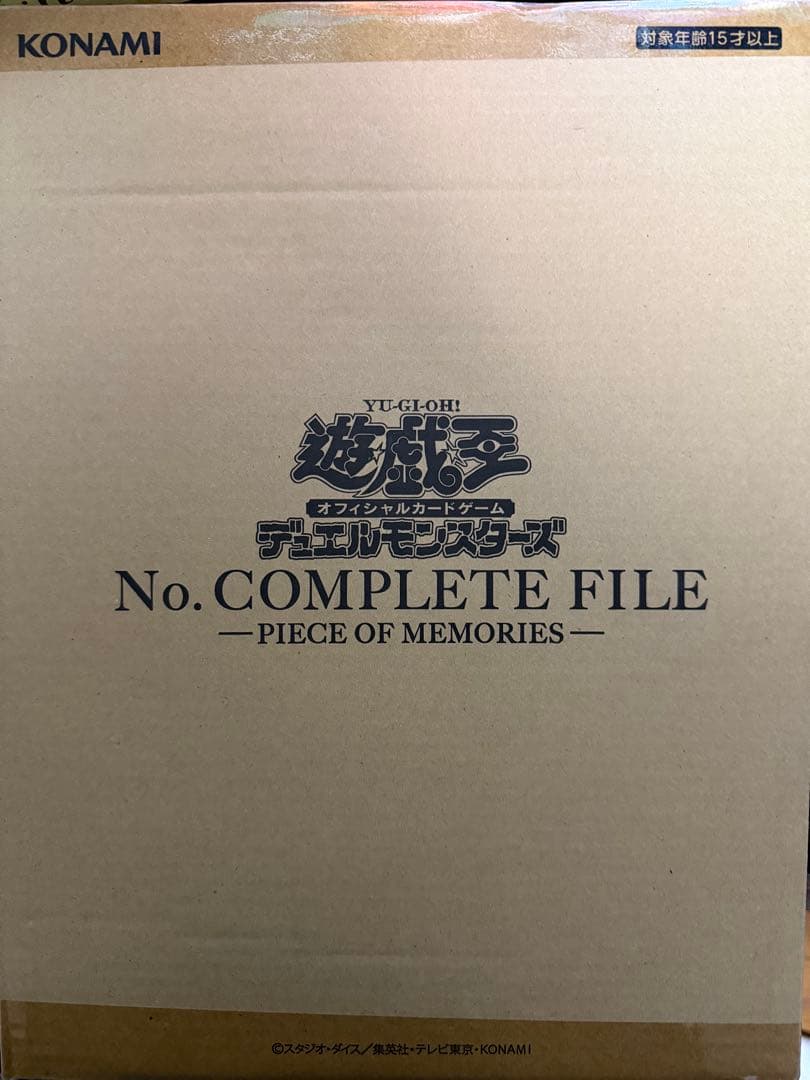 KONAMI
対象年齢15才以上
YU-GI-OH!
遊戯王
オフィシャルカードゲーム
デュエルモンスターズ
No. COMPLETE FILE
—PIECE OF MEMORIES—
©スタジオ・ダイス／集英社・テレビ東京・KONAMI